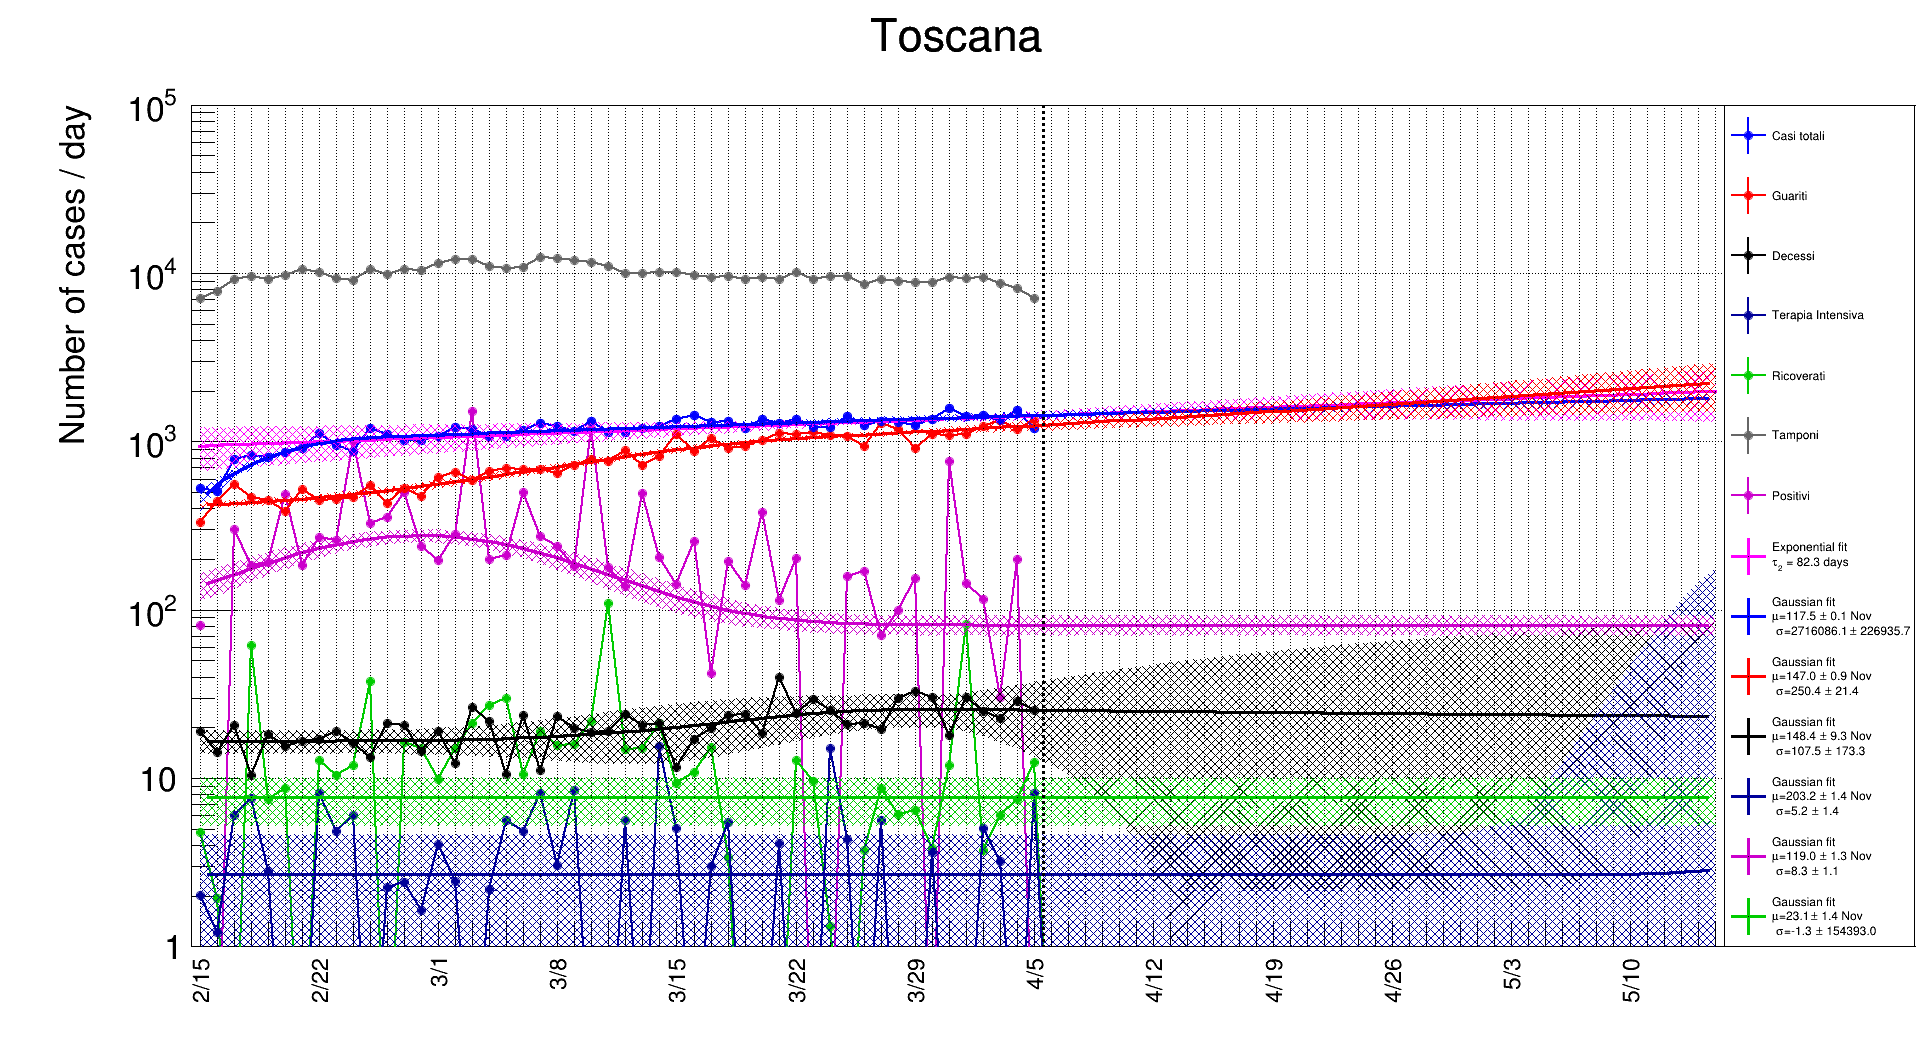 Toscana
Number of cases / day
10^5
10^4
10^3
10^2
10
1
2/15
2/22
3/1
3/8
3/15
3/22
3/29
4/5
4/12
4/19
4/26
5/3
5/10
Casi totali
Guariti
Decessi
Terapia Intensiva
Ricoverati
Tamponi
Positivi
Exponential fit
τ₂ = 82.3 days
Gaussian fit
μ=117.5 ± 0.1 Nov
σ=2716086.1 ± 226935.7
Gaussian fit
μ=147.0 ± 0.9 Nov
σ=250.4 ± 21.4
Gaussian fit
μ=148.4 ± 9.3 Nov
σ=107.5 ± 173.3
Gaussian fit
μ=203.2 ± 1.4 Nov
σ=5.2 ± 1.4
Gaussian fit
μ=119.0 ± 1.3 Nov
σ=8.3 ± 1.1
Gaussian fit
μ=23.1 ± 1.4 Nov
σ=-1.3 ± 154393.0